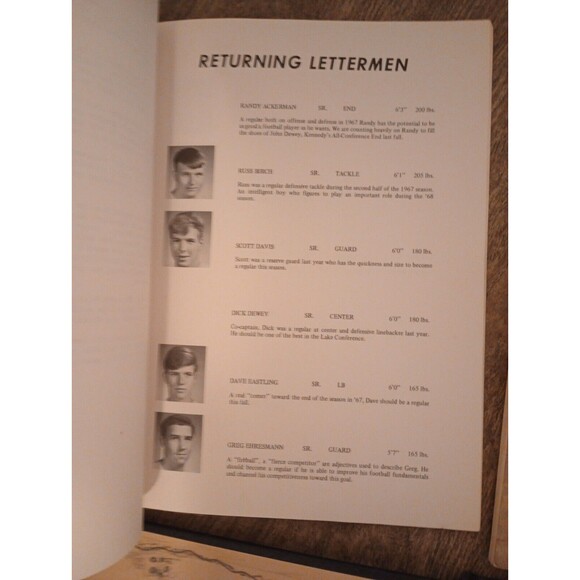 RETURNING LETTERMEN
RANDY ACKERMAN SR. END 6'3" 200 lbs.
A regular both on offense and defense in 1967 Randy has the potential to be
as good a football player as he wants. We are counting heavily on Randy to fill
the shoes of John Dewey, Kennedy's All-Conference End last fall.
RUSS BIRCH SR. TACKLE 6'1" 205 lbs.
Russ was a regular defensive tackle during the second half of the 1967 season.
An intelligent boy who figures to play an important role during the '68
season.
SCOTT DAVIS SR. GUARD 6'0" 180 lbs.
Scott was a reserve guard last year who has the quickness and size to become
a regular this season.
DICK DEWEY SR. CENTER 6'0" 180 lbs.
Co-captain, Dick was a regular at center and defensive linebacker last year.
He should be one of the best in the Lake Conference.
DAVE EASTLING SR. LB 6'0" 165 lbs.
A real "comer" toward the end of the season in '67, Dave should be a regular
this fall.
GREG EHRESMANN SR. GUARD 5'7" 165 lbs.
A "fireball", a "fierce competitor" are adjectives used to describe Greg. He
should become a regular if he is able to improve his football fundamentals
and channel his competitiveness toward this goal.